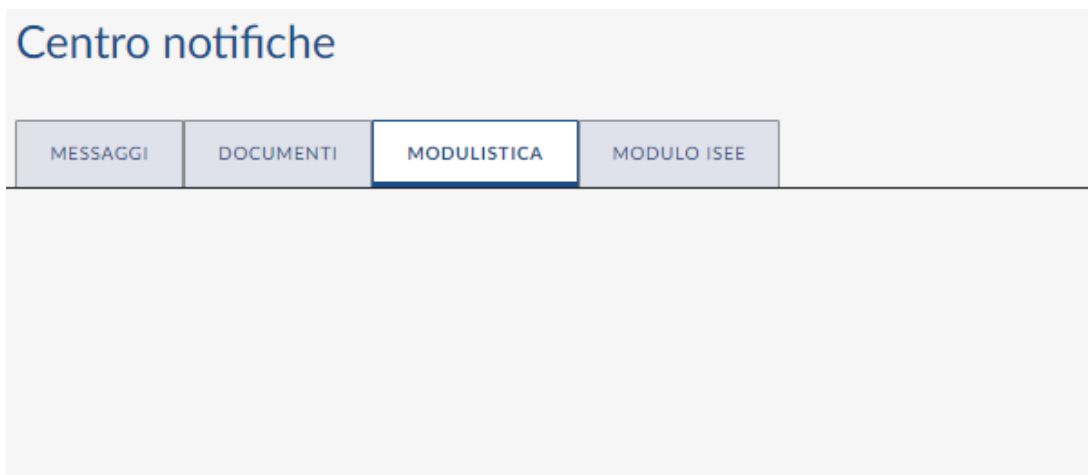 Centro notifiche
MESSAGGI DOCUMENTI MODULISTICA MODULO ISEE